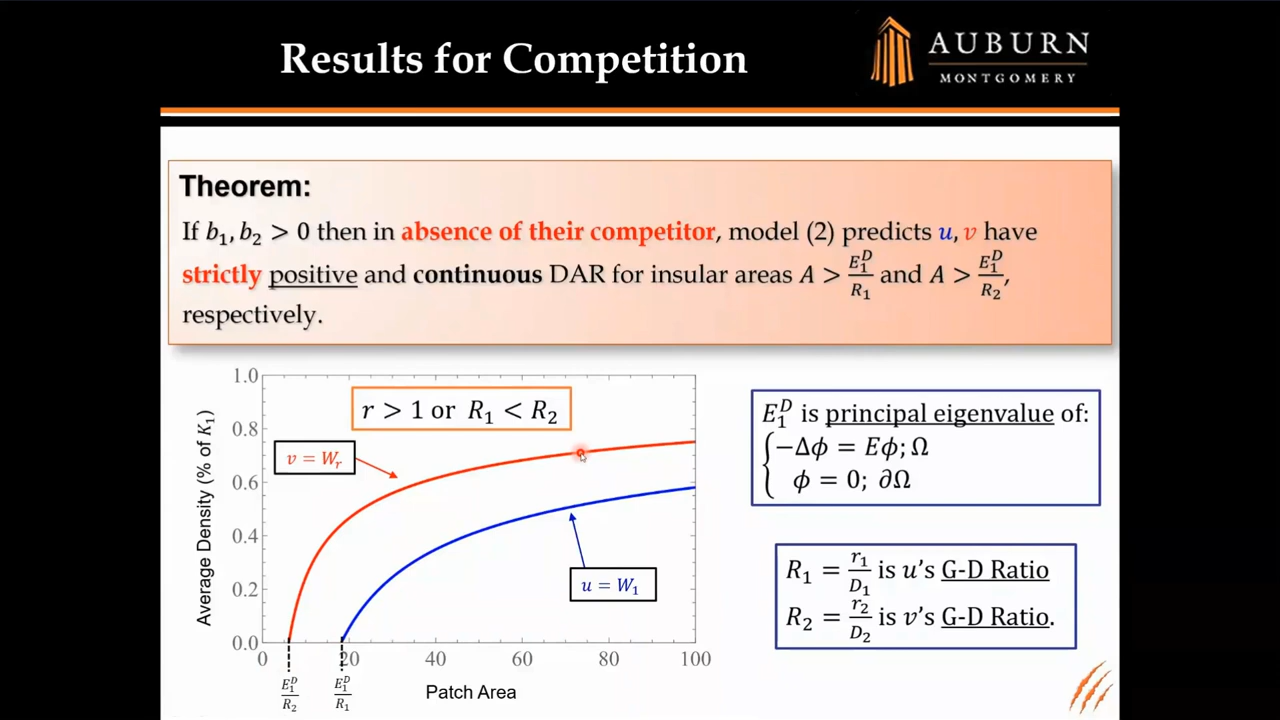 Results for Competition
AUBURN
MONTGOMERY
Theorem:
If b₁, b₂ > 0 then in absence of their competitor, model (2) predicts u, v have
strictly positive and continuous DAR for insular areas A > E₁ᴰ/R₁ and A > E₁ᴰ/R₂,
respectively.
Average Density (% of K₁)
1.0
0.8
0.6
0.4
0.2
0.0
r > 1 or R₁ < R₂
v = Wᵣ
u = W₁
0 20 40 60 80 100
E₁ᴰ/R₂ E₁ᴰ/R₁
Patch Area
E₁ᴰ is principal eigenvalue of:
{−Δϕ = Eϕ; Ω
ϕ = 0; ∂Ω
R₁ = r₁/D₁ is u's G-D Ratio
R₂ = r₂/D₂ is v's G-D Ratio.